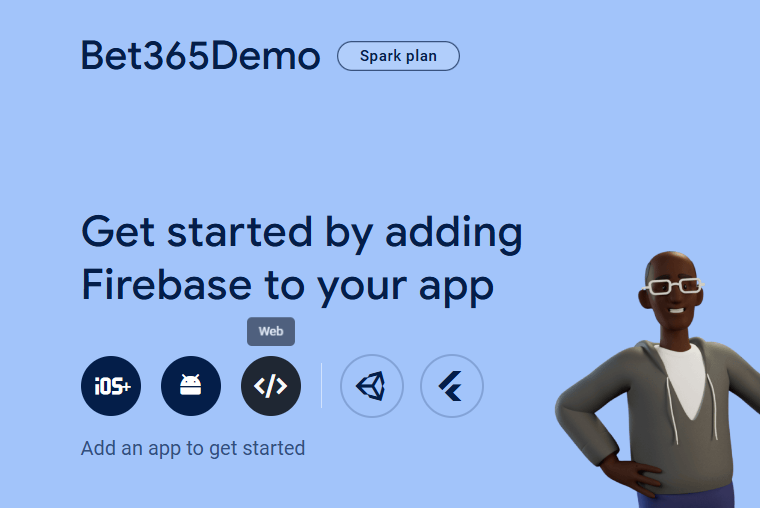 Bet365Demo
Spark plan
Get started by adding
Firebase to your app
Web
iOS+
Add an app to get started